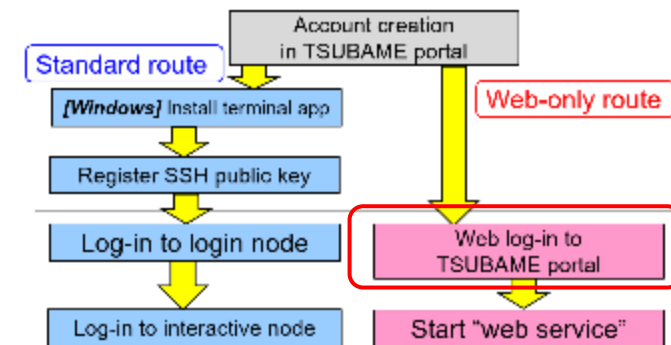 Account creation
in TSUBAME portal
Standard route
Web-only route
[Windows] Install terminal app
Register SSH public key
Log-in to login node
Web log-in to
TSUBAME portal
Log-in to interactive node
Start "web service"